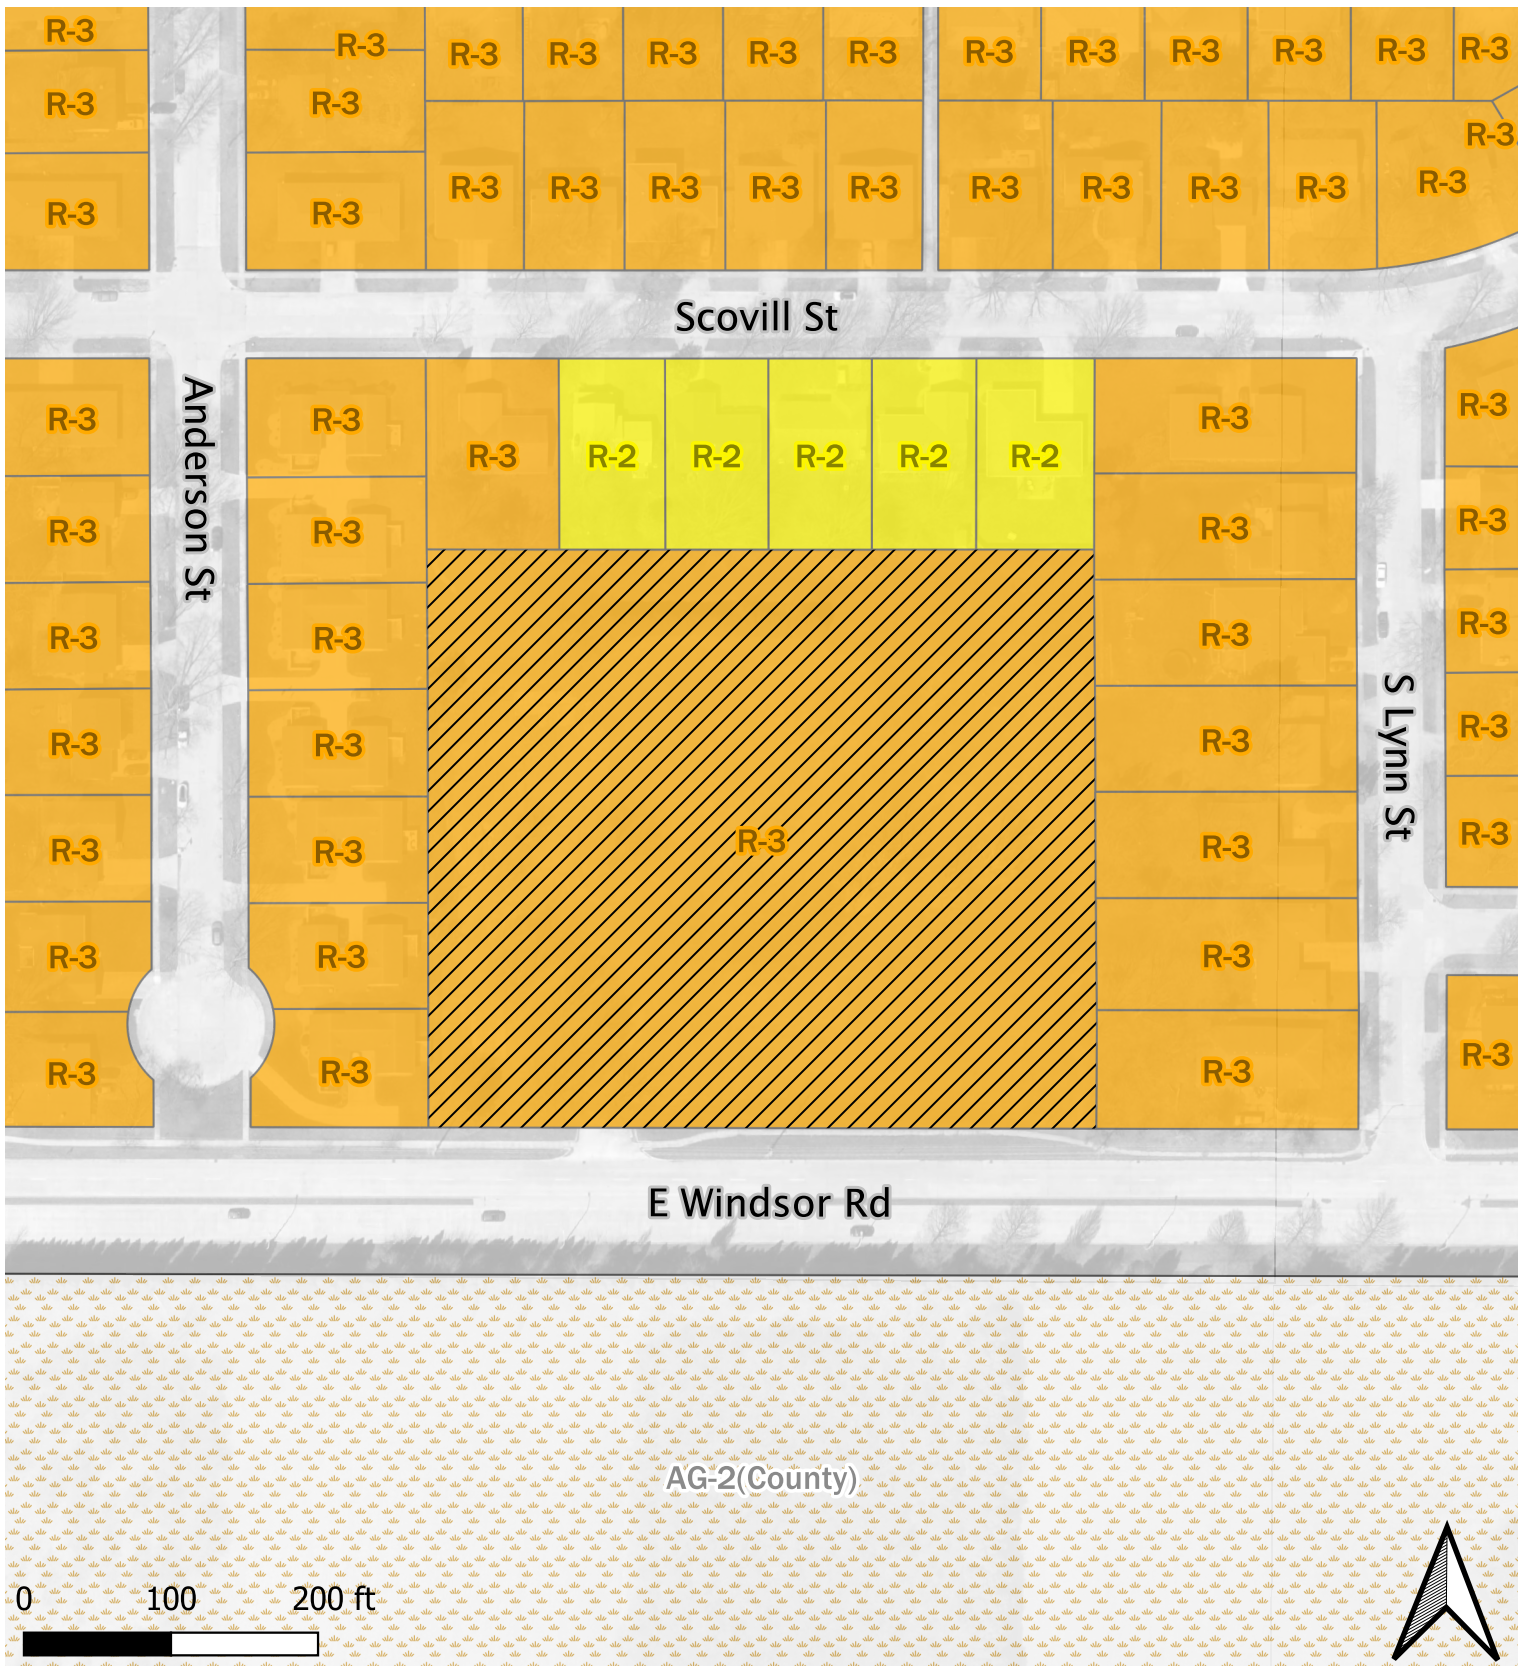 R-3 R-3 R-3 R-3 R-3 R-3 R-3 R-3 R-3 R-3 R-3 R-3 R-3
R-3 R-3 R-3
R-3 R-3 R-3 R-3 R-3 R-3 R-3 R-3 R-3 R-3 R-3 R-3
Scovill St
Anderson St
R-3 R-3 R-3 R-2 R-2 R-2 R-2 R-2 R-3 R-3
R-3 R-3 R-3 R-3
R-3 R-3 R-3 R-3
S Lynn St
R-3 R-3 R-3 R-3
R-3 R-3 R-3 R-3 R-3
R-3 R-3 R-3
R-3 R-3 R-3 R-3
E Windsor Rd
AG-2(County)
0 100 200 ft